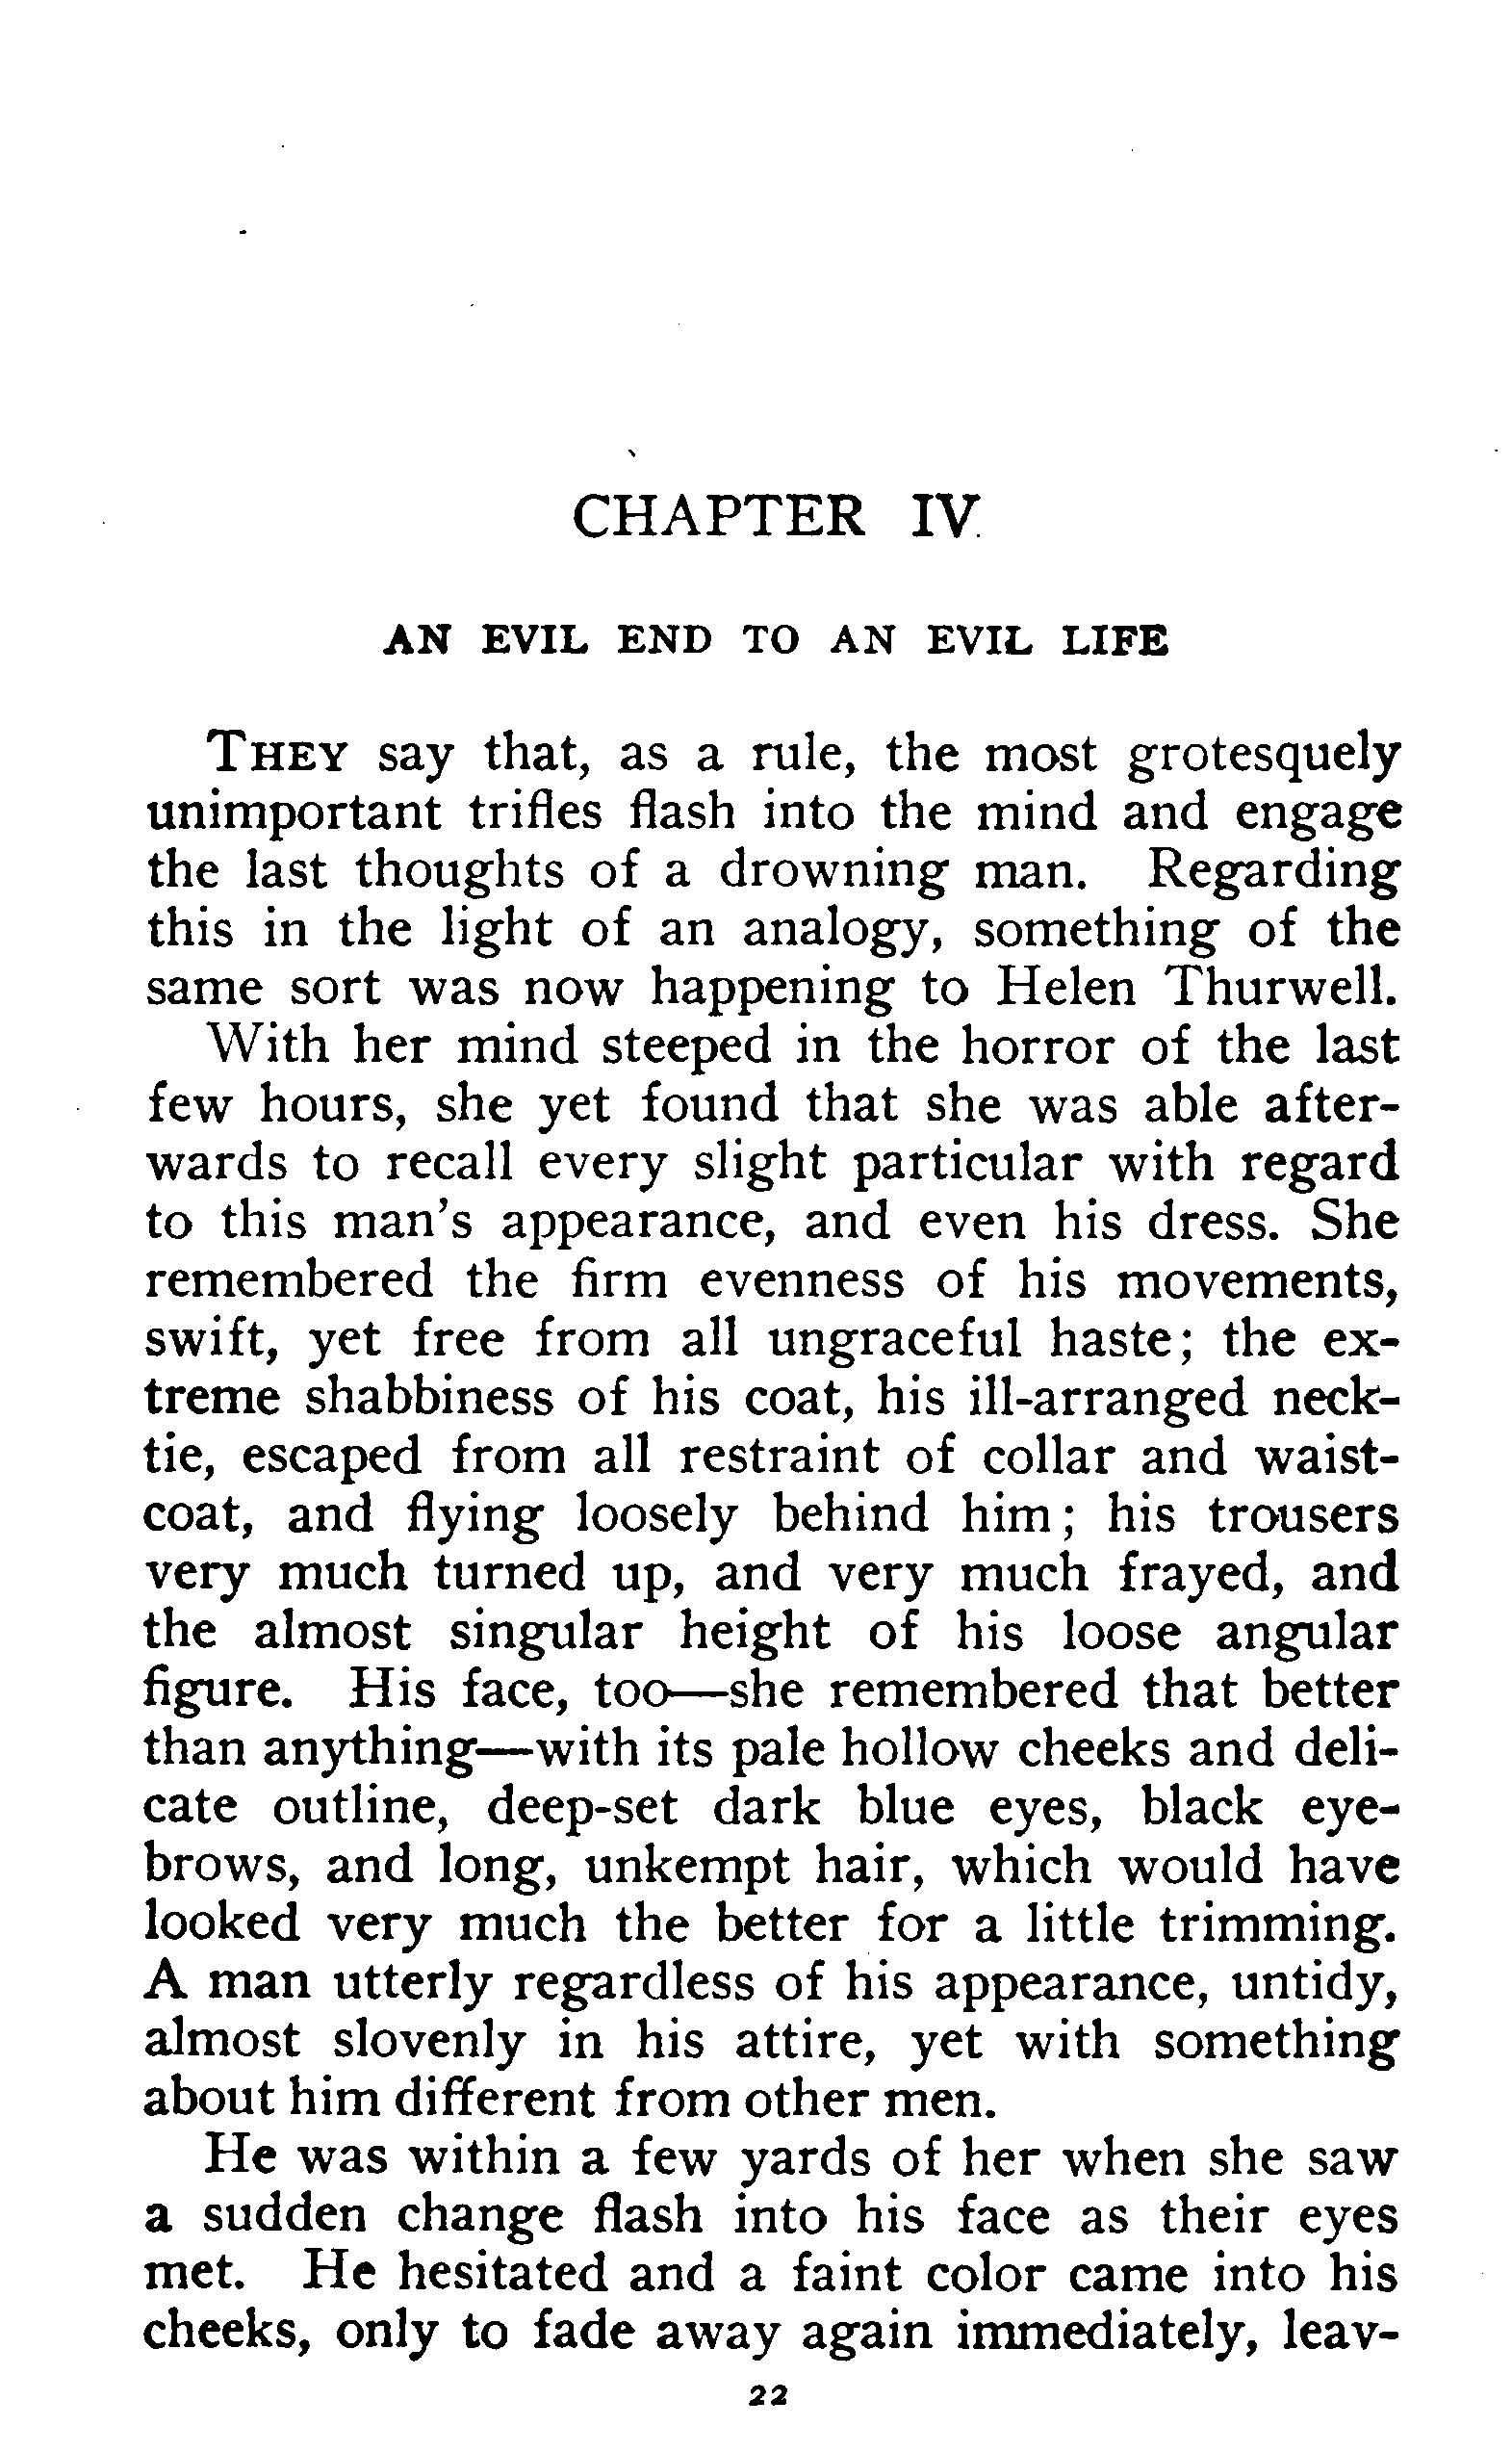 CHAPTER IV
AN EVIL END TO AN EVIL LIFE
THEY say that, as a rule, the most grotesquely
unimportant trifles flash into the mind and engage
the last thoughts of a drowning man. Regarding
this in the light of an analogy, something of the
same sort was now happening to Helen Thurwell.
With her mind steeped in the horror of the last
few hours, she yet found that she was able after-
wards to recall every slight particular with regard
to this man's appearance, and even his dress. She
remembered the firm evenness of his movements,
swift, yet free from all ungraceful haste; the ex-
treme shabbiness of his coat, his ill-arranged neck-
tie, escaped from all restraint of collar and waist-
coat, and flying loosely behind him; his trousers
very much turned up, and very much frayed, and
the almost singular height of his loose angular
figure. His face, too—she remembered that better
than anything—with its pale hollow cheeks and deli-
cate outline, deep-set dark blue eyes, black eye-
brows, and long, unkempt hair, which would have
looked very much the better for a little trimming.
A man utterly regardless of his appearance, untidy,
almost slovenly in his attire, yet with something
about him different from other men.
He was within a few yards of her when she saw
a sudden change flash into his face as their eyes
met. He hesitated and a faint color came into his
cheeks, only to fade away again immediately, leav-
22